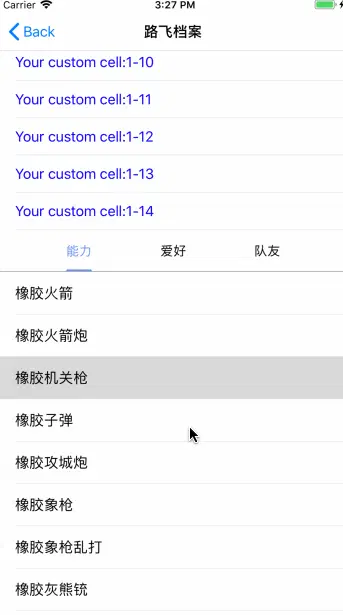 Carrier 3:27 PM
Back 路飞档案
Your custom cell:1-10
Your custom cell:1-11
Your custom cell:1-12
Your custom cell:1-13
Your custom cell:1-14
能力 爱好 队友
橡胶火箭
橡胶火箭炮
橡胶机关枪
橡胶子弹
橡胶攻城炮
橡胶象枪
橡胶象枪乱打
橡胶灰熊铳